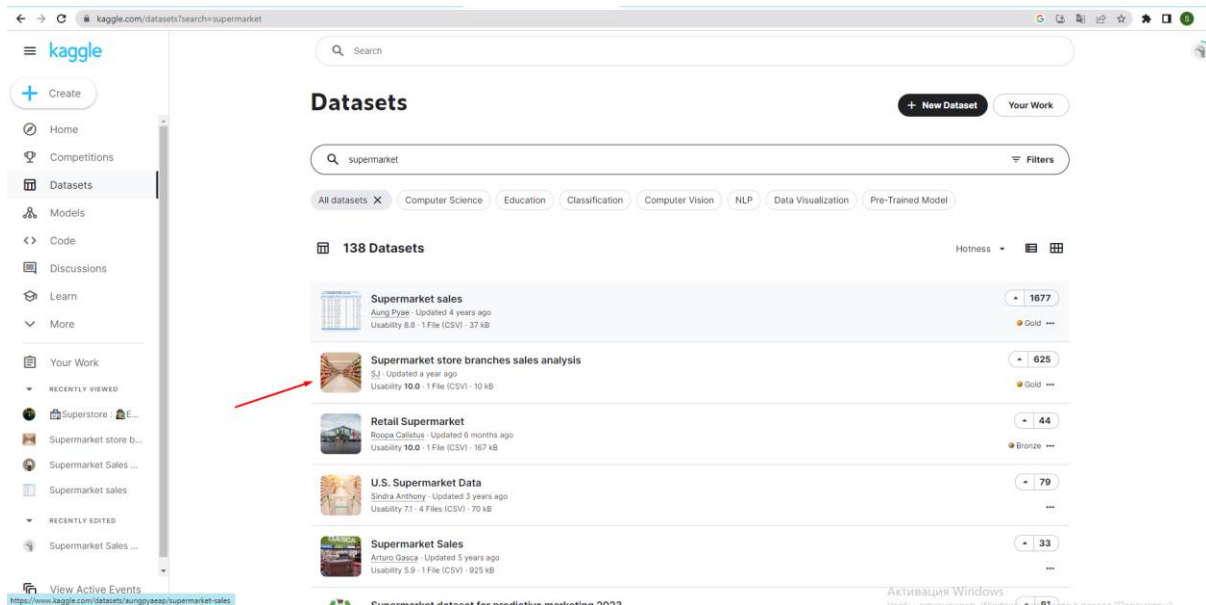 kaggle.com/datasets?search=supermarket
G
S
kaggle
Search
Create
Home
Competitions
Datasets
Models
Code
Discussions
Learn
More
Your Work
RECENTLY VIEWED
Superstore : E...
Supermarket store b...
Supermarket Sales ...
Supermarket sales
RECENTLY EDITED
Supermarket Sales ...
View Active Events
https://www.kaggle.com/datasets/aungpyaeap/supermarket-sales
Datasets
+ New Dataset
Your Work
supermarket
Filters
All datasets X
Computer Science
Education
Classification
Computer Vision
NLP
Data Visualization
Pre-Trained Model
138 Datasets
Hotness
Supermarket sales
Aung Pyae · Updated 4 years ago
Usability 8.8 · 1 File (CSV) · 37 kB
1677
Gold
Supermarket store branches sales analysis
SJ · Updated a year ago
Usability 10.0 · 1 File (CSV) · 10 kB
625
Gold
Retail Supermarket
Roopa Calistus · Updated 6 months ago
Usability 10.0 · 1 File (CSV) · 167 kB
44
Bronze
U.S. Supermarket Data
Sindra Anthony · Updated 3 years ago
Usability 7.1 · 4 Files (CSV) · 70 kB
79
Supermarket Sales
Arturo Gasca · Updated 5 years ago
Usability 5.9 · 1 File (CSV) · 925 kB
33
Supermarket dataset for predictive marketing 2023
61
Активация Windows